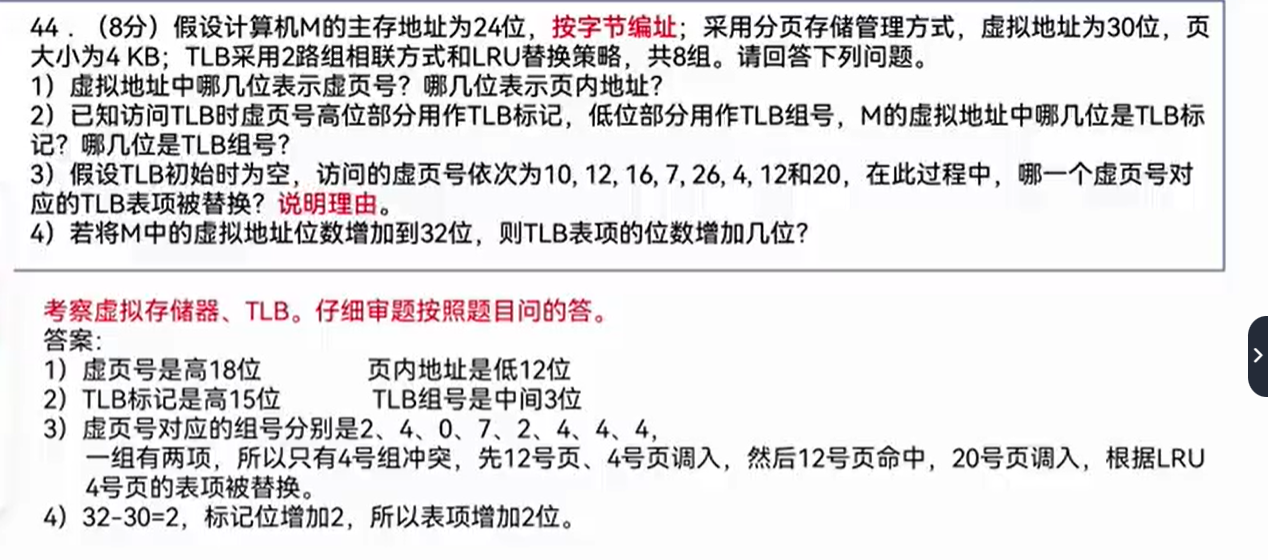 44．（8分）假设计算机M的主存地址为24位，按字节编址；采用分页存储管理方式，虚拟地址为30位，页
大小为4 KB；TLB采用2路组相联方式和LRU替换策略，共8组。请回答下列问题。
1）虚拟地址中哪几位表示虚页号？哪几位表示页内地址？
2）已知访问TLB时虚页号高位部分用作TLB标记，低位部分用作TLB组号，M的虚拟地址中哪几位是TLB标
记？哪几位是TLB组号？
3）假设TLB初始时为空，访问的虚页号依次为10, 12, 16, 7, 26, 4, 12和20，在此过程中，哪一个虚页号对
应的TLB表项被替换？说明理由。
4）若将M中的虚拟地址位数增加到32位，则TLB表项的位数增加几位？
考察虚拟存储器、TLB。仔细审题按照题目问的答。
答案：
1）虚页号是高18位 页内地址是低12位
2）TLB标记是高15位 TLB组号是中间3位
3）虚页号对应的组号分别是2、4、0、7、2、4、4、4，
一组有两项，所以只有4号组冲突，先12号页、4号页调入，然后12号页命中，20号页调入，根据LRU
4号页的表项被替换。
4）32-30=2，标记位增加2，所以表项增加2位。